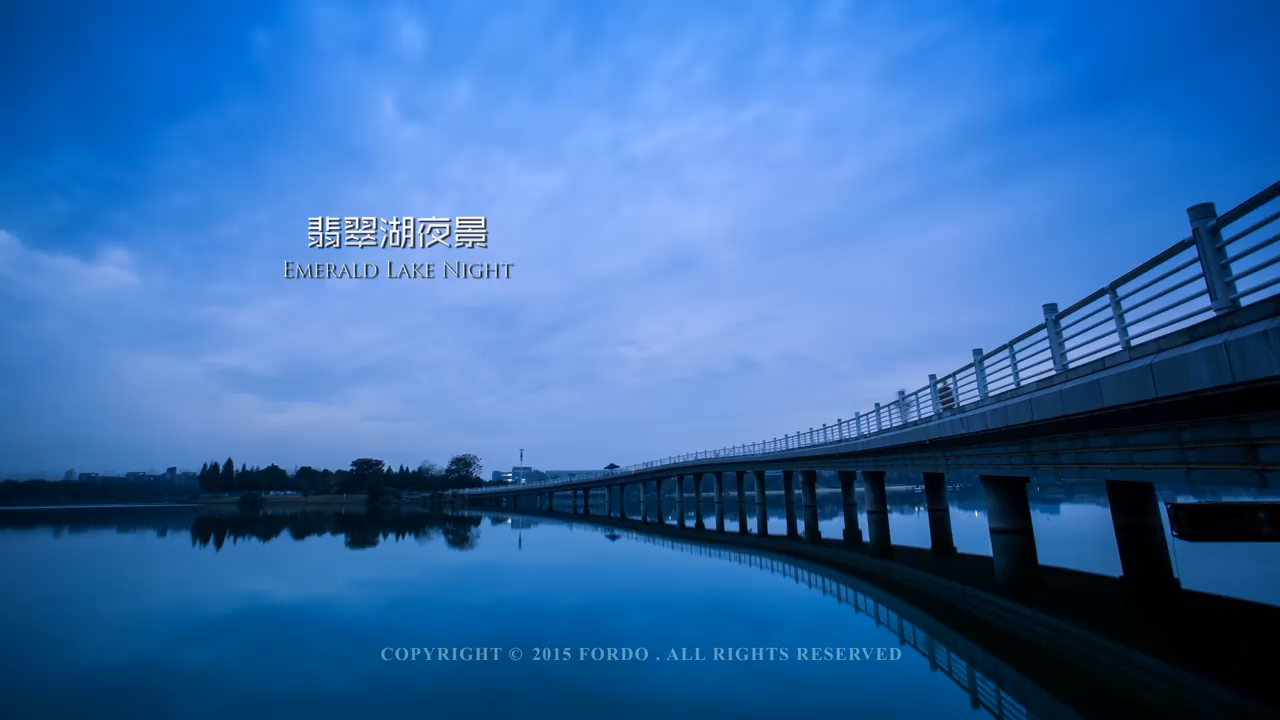 翡翠湖夜景
EMERALD LAKE NIGHT
COPYRIGHT © 2015 FORDO . ALL RIGHTS RESERVED